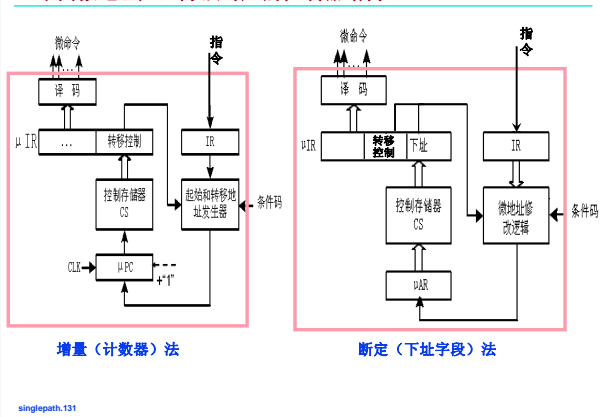 微命令
指
令
...
译 码
μIR
...
转移控制
IR
控制存储器
CS
起始和转移地
址发生器
条件码
CLK
μPC
+“1”
增量（计数器）法
微命令
指
令
...
译 码
μIR
转移
控制
下址
IR
控制存储器
CS
微地址修
改逻辑
条件码
μAR
断定（下址字段）法
singlepath.131